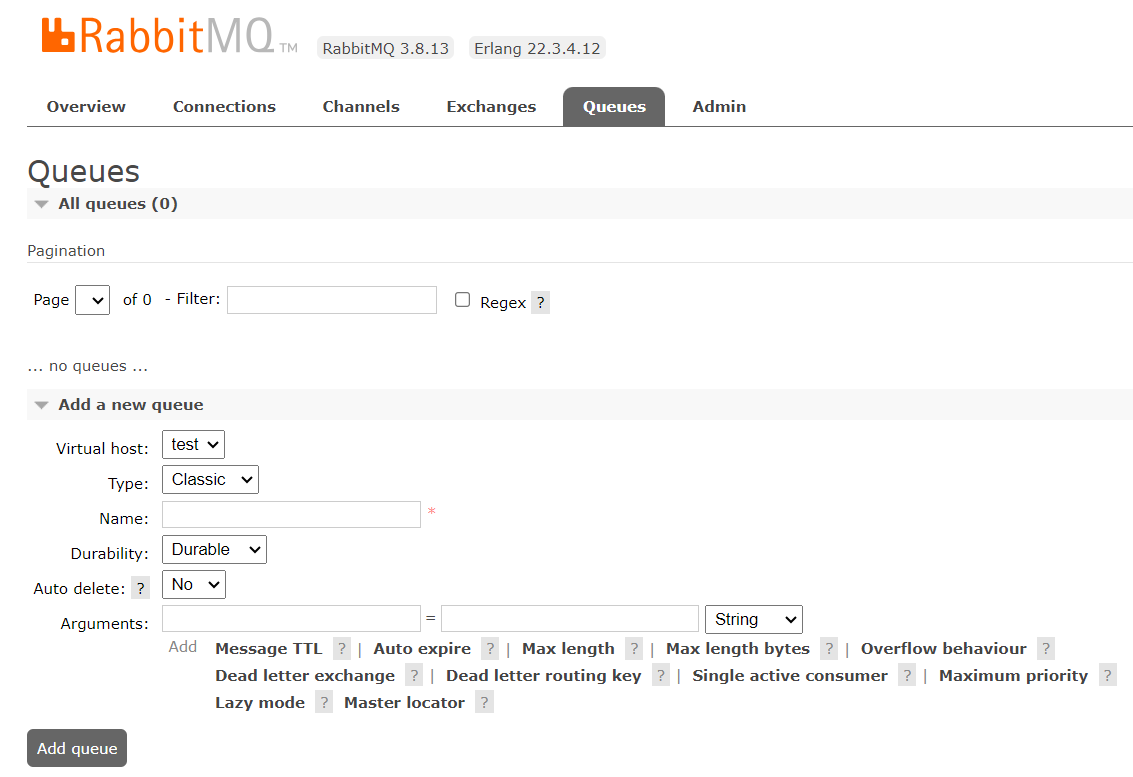 RabbitMQ TM RabbitMQ 3.8.13 Erlang 22.3.4.12
Overview Connections Channels Exchanges Queues Admin
Queues
All queues (0)
Pagination
Page of 0 - Filter: Regex ?
... no queues ...
Add a new queue
Virtual host: test
Type: Classic
Name: *
Durability: Durable
Auto delete: ? No
Arguments: = String
Add Message TTL ? | Auto expire ? | Max length ? | Max length bytes ? | Overflow behaviour ?
Dead letter exchange ? | Dead letter routing key ? | Single active consumer ? | Maximum priority ?
Lazy mode ? Master locator ?
Add queue